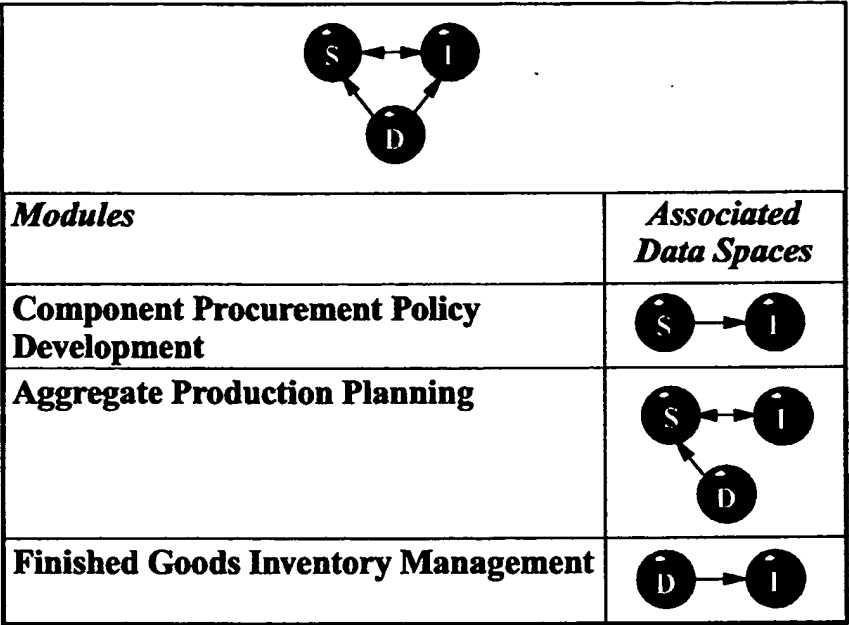 S I
D
Modules
Associated
Data Spaces
Component Procurement Policy
Development
S I
Aggregate Production Planning
S I
D
Finished Goods Inventory Management
D I